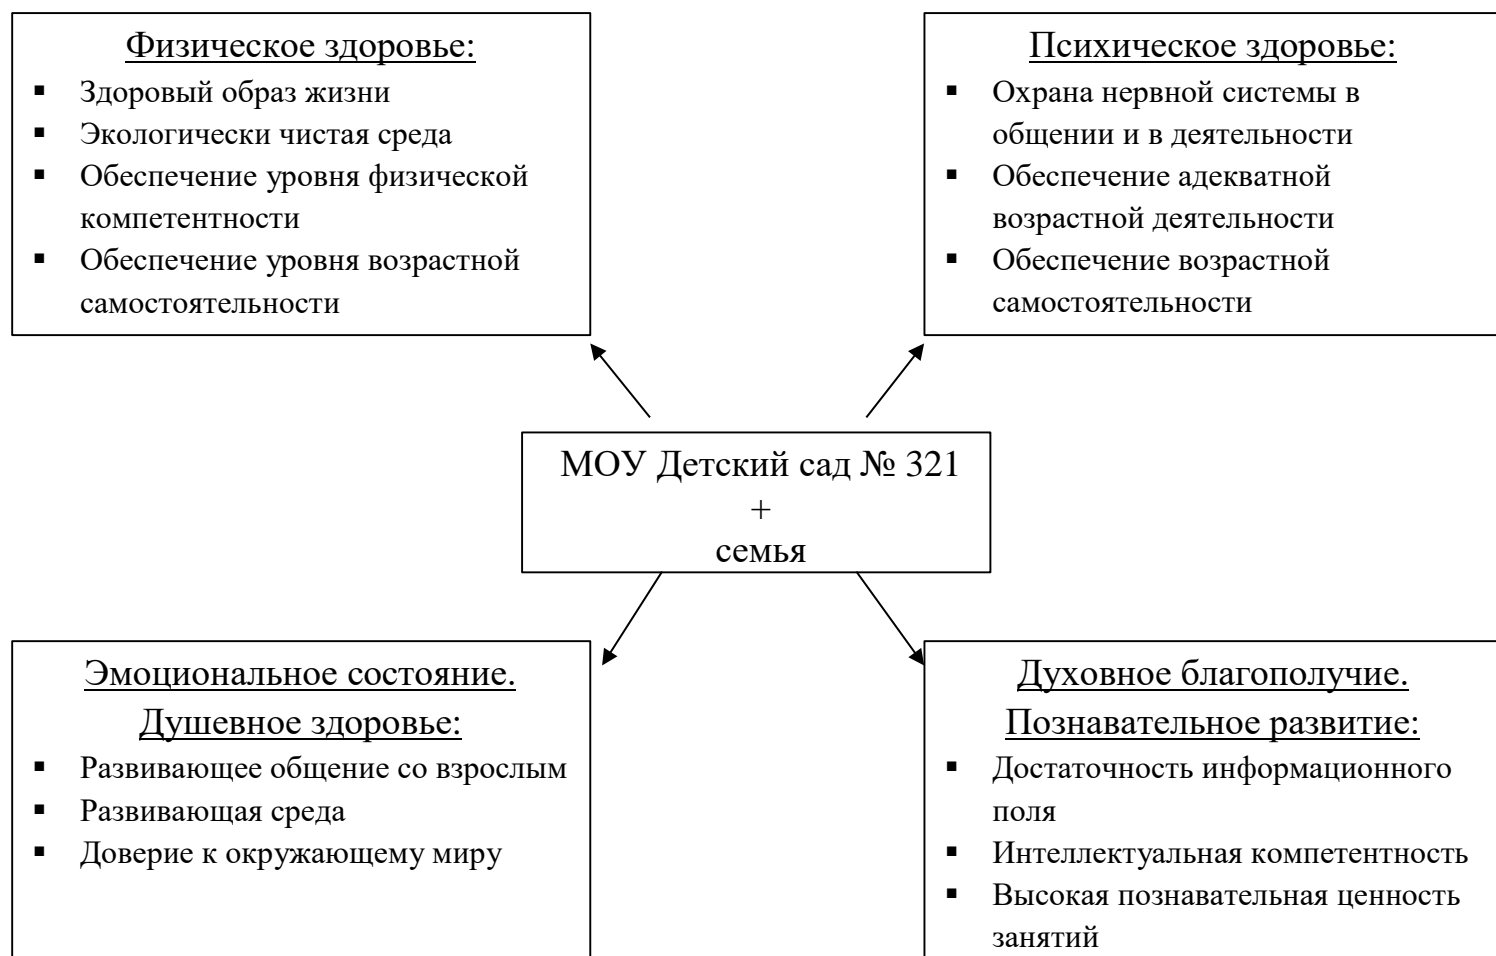 Физическое здоровье:
▪ Здоровый образ жизни
▪ Экологически чистая среда
▪ Обеспечение уровня физической
компетентности
▪ Обеспечение уровня возрастной
самостоятельности
Психическое здоровье:
▪ Охрана нервной системы в
общении и в деятельности
▪ Обеспечение адекватной
возрастной деятельности
▪ Обеспечение возрастной
самостоятельности
МОУ Детский сад № 321
+
семья
Эмоциональное состояние.
Душевное здоровье:
▪ Развивающее общение со взрослым
▪ Развивающая среда
▪ Доверие к окружающему миру
Духовное благополучие.
Познавательное развитие:
▪ Достаточность информационного
поля
▪ Интеллектуальная компетентность
▪ Высокая познавательная ценность
занятий